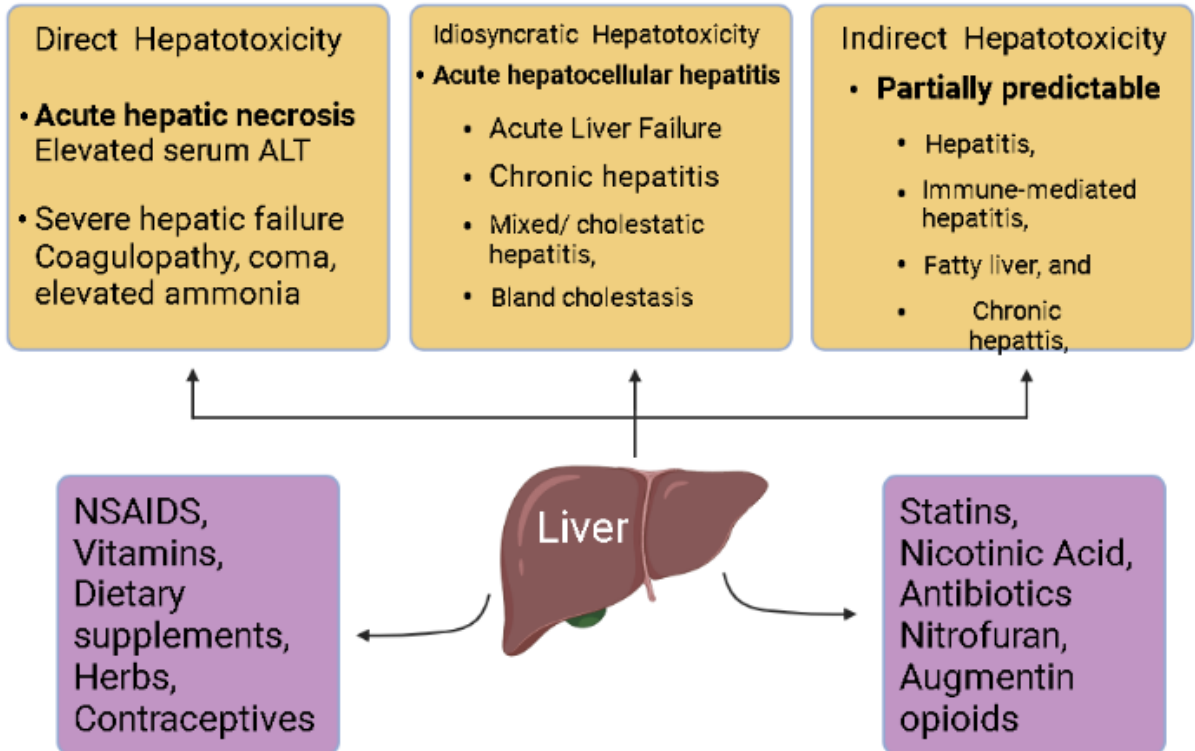 Direct Hepatotoxicity
• Acute hepatic necrosis
Elevated serum ALT
• Severe hepatic failure
Coagulopathy, coma,
elevated ammonia
Idiosyncratic Hepatotoxicity
• Acute hepatocellular hepatitis
• Acute Liver Failure
• Chronic hepatitis
• Mixed/ cholestatic
hepatitis,
• Bland cholestasis
Indirect Hepatotoxicity
• Partially predictable
• Hepatitis,
• Immune-mediated
hepatitis,
• Fatty liver, and
• Chronic
hepattis,
NSAIDS,
Vitamins,
Dietary
supplements,
Herbs,
Contraceptives
Liver
Statins,
Nicotinic Acid,
Antibiotics
Nitrofuran,
Augmentin
opioids